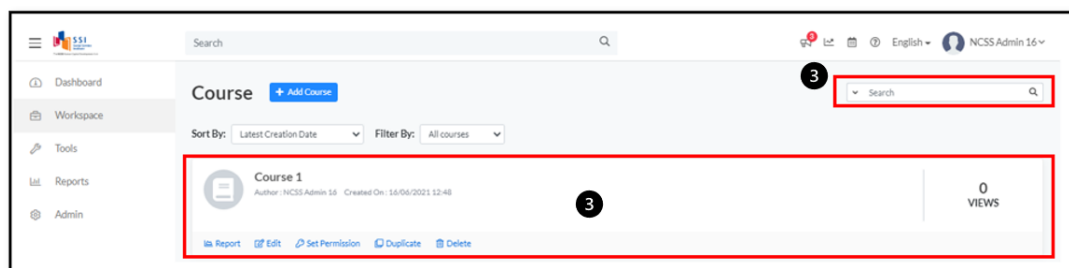 SSI
Search
3
English
NCSS Admin 16
Dashboard
Workspace
Tools
Reports
Admin
Course
+ Add Course
3
Search
Sort By: Latest Creation Date
Filter By: All courses
Course 1
Author : NCSS Admin 16 Created On : 16/06/2021 12:48
3
0
VIEWS
Report Edit Set Permission Duplicate Delete